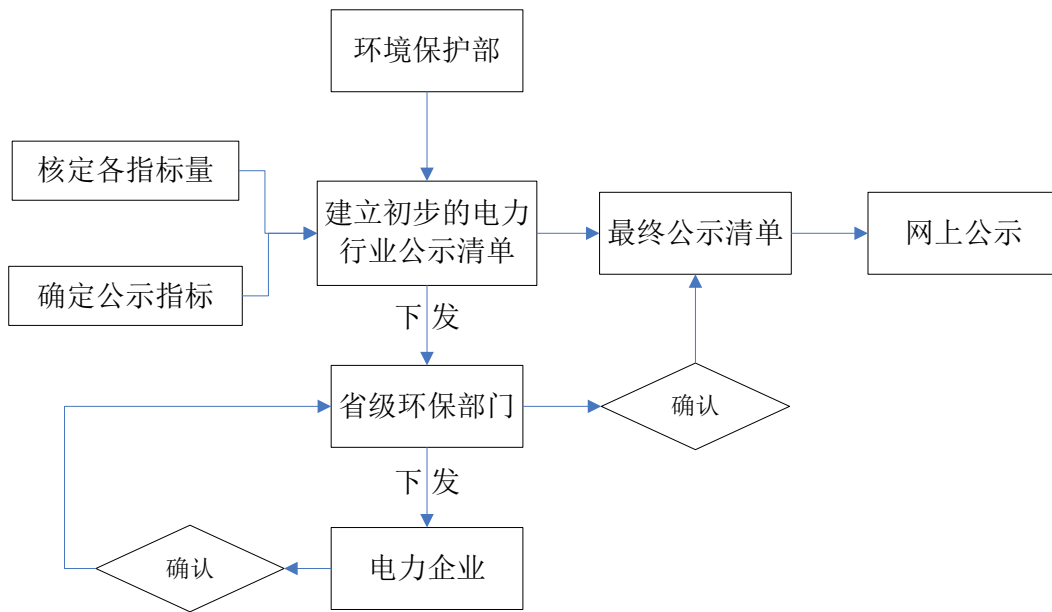 环境保护部
核定各指标量
建立初步的电力
行业公示清单
最终公示清单
网上公示
确定公示指标
下发
省级环保部门
确认
下发
电力企业
确认